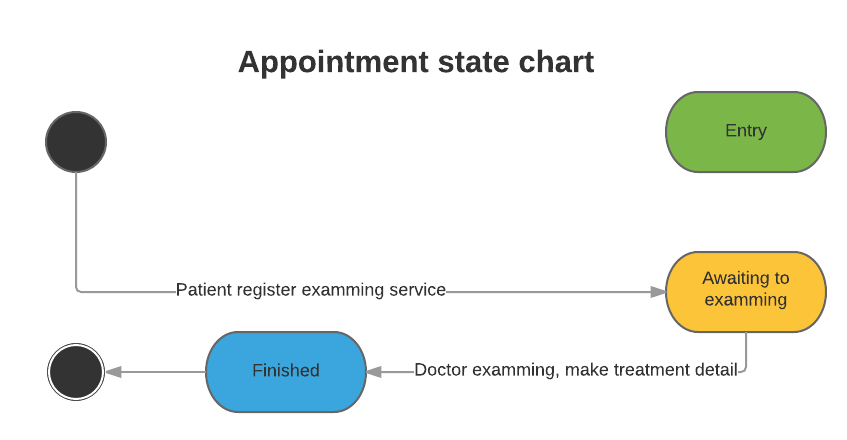 Appointment state chart
Entry
Awaiting to
examming
Patient register examming service
Finished
Doctor examming, make treatment detail